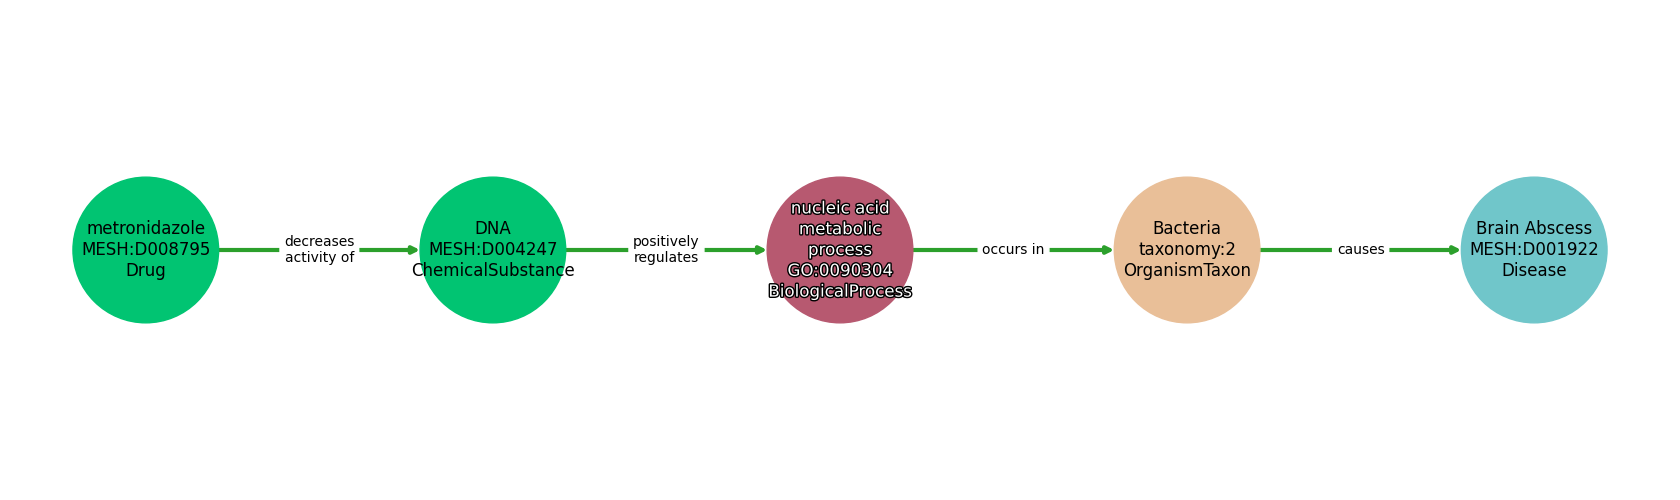 metronidazole
MESH:D008795
Drug
decreases
activity of
DNA
MESH:D004247
ChemicalSubstance
positively
regulates
nucleic acid
metabolic
process
GO:0090304
BiologicalProcess
occurs in
Bacteria
taxonomy:2
OrganismTaxon
causes
Brain Abscess
MESH:D001922
Disease